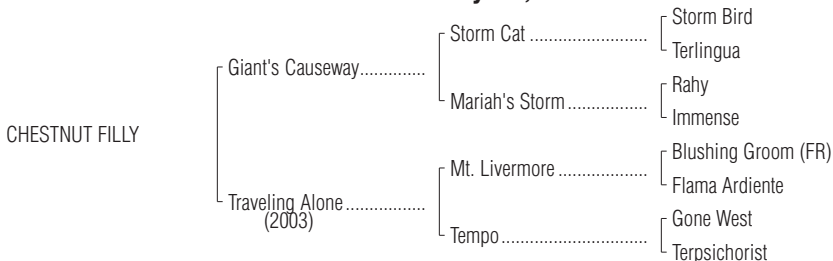 Storm Bird
Storm Cat ........................
Terlingua
Giant's Causeway..............
Rahy
Mariah's Storm .................
Immense
CHESTNUT FILLY
Blushing Groom (FR)
Mt. Livermore ...................
Flama Ardiente
Traveling Alone .................
(2003)
Gone West
Tempo ...............................
Terpsichorist